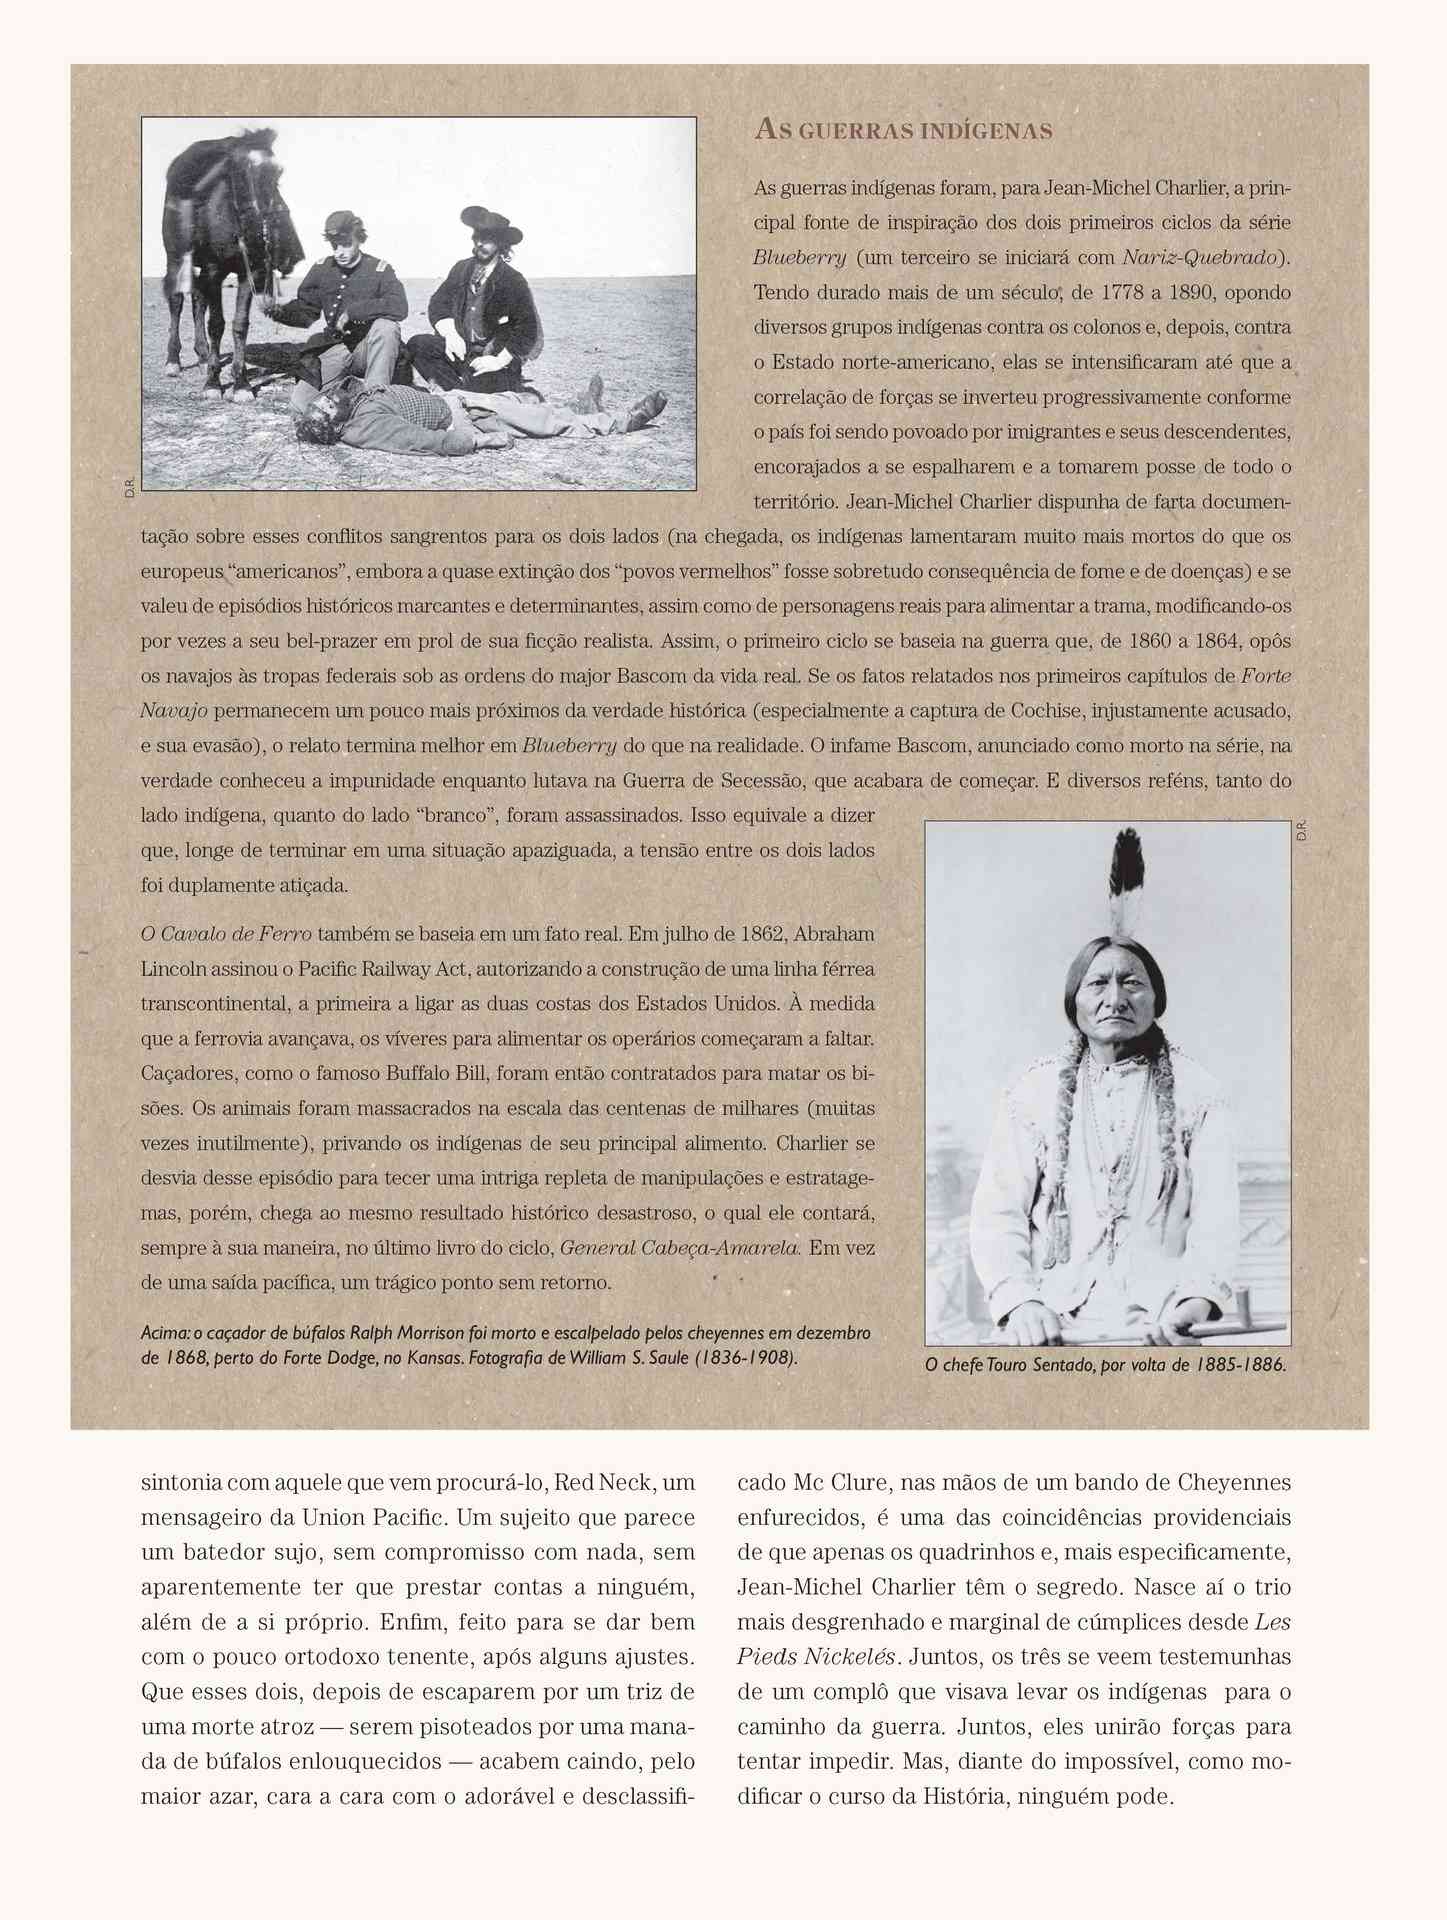 AS GUERRAS INDÍGENAS
As guerras indígenas foram, para Jean-Michel Charlier, a prin-
cipal fonte de inspiração dos dois primeiros ciclos da série
Blueberry (um terceiro se iniciará com Nariz-Quebrado).
Tendo durado mais de um século, de 1778 a 1890, opondo
diversos grupos indígenas contra os colonos e, depois, contra
o Estado norte-americano, elas se intensificaram até que a
correlação de forças se inverteu progressivamente conforme
o país foi sendo povoado por imigrantes e seus descendentes,
encorajados a se espalharem e a tomarem posse de todo o
território. Jean-Michel Charlier dispunha de farta documen-
D.R.
tação sobre esses conflitos sangrentos para os dois lados (na chegada, os indígenas lamentaram muito mais mortos do que os
europeus “americanos”, embora a quase extinção dos “povos vermelhos” fosse sobretudo consequência de fome e de doenças) e se
valeu de episódios históricos marcantes e determinantes, assim como de personagens reais para alimentar a trama, modificando-os
por vezes a seu bel-prazer em prol de sua ficção realista. Assim, o primeiro ciclo se baseia na guerra que, de 1860 a 1864, opôs
os navajos às tropas federais sob as ordens do major Bascom da vida real. Se os fatos relatados nos primeiros capítulos de Forte
Navajo permanecem um pouco mais próximos da verdade histórica (especialmente a captura de Cochise, injustamente acusado,
e sua evasão), o relato termina melhor em Blueberry do que na realidade. O infame Bascom, anunciado como morto na série, na
verdade conheceu a impunidade enquanto lutava na Guerra de Secessão, que acabara de começar. E diversos reféns, tanto do
lado indígena, quanto do lado “branco”, foram assassinados. Isso equivale a dizer
que, longe de terminar em uma situação apaziguada, a tensão entre os dois lados
foi duplamente atiçada.
O Cavalo de Ferro também se baseia em um fato real. Em julho de 1862, Abraham
Lincoln assinou o Pacific Railway Act, autorizando a construção de uma linha férrea
transcontinental, a primeira a ligar as duas costas dos Estados Unidos. À medida
que a ferrovia avançava, os víveres para alimentar os operários começaram a faltar.
Caçadores, como o famoso Buffalo Bill, foram então contratados para matar os bi-
sões. Os animais foram massacrados na escala das centenas de milhares (muitas
vezes inutilmente), privando os indígenas de seu principal alimento. Charlier se
desvia desse episódio para tecer uma intriga repleta de manipulações e estratage-
mas, porém, chega ao mesmo resultado histórico desastroso, o qual ele contará,
sempre à sua maneira, no último livro do ciclo, General Cabeça-Amarela. Em vez
de uma saída pacífica, um trágico ponto sem retorno.
Acima: o caçador de búfalos Ralph Morrison foi morto e escalpelado pelos cheyennes em dezembro
de 1868, perto do Forte Dodge, no Kansas. Fotografia de William S. Saule (1836-1908).
D.R.
O chefe Touro Sentado, por volta de 1885-1886.
sintonia com aquele que vem procurá-lo, Red Neck, um
mensageiro da Union Pacific. Um sujeito que parece
um batedor sujo, sem compromisso com nada, sem
aparentemente ter que prestar contas a ninguém,
além de a si próprio. Enfim, feito para se dar bem
com o pouco ortodoxo tenente, após alguns ajustes.
Que esses dois, depois de escaparem por um triz de
uma morte atroz — serem pisoteados por uma mana-
da de búfalos enlouquecidos — acabem caindo, pelo
maior azar, cara a cara com o adorável e desclassifi-
cado Mc Clure, nas mãos de um bando de Cheyennes
enfurecidos, é uma das coincidências providenciais
de que apenas os quadrinhos e, mais especificamente,
Jean-Michel Charlier têm o segredo. Nasce aí o trio
mais desgrenhado e marginal de cúmplices desde Les
Pieds Nickelés. Juntos, os três se veem testemunhas
de um complô que visava levar os indígenas para o
caminho da guerra. Juntos, eles unirão forças para
tentar impedir. Mas, diante do impossível, como mo-
dificar o curso da História, ninguém pode.